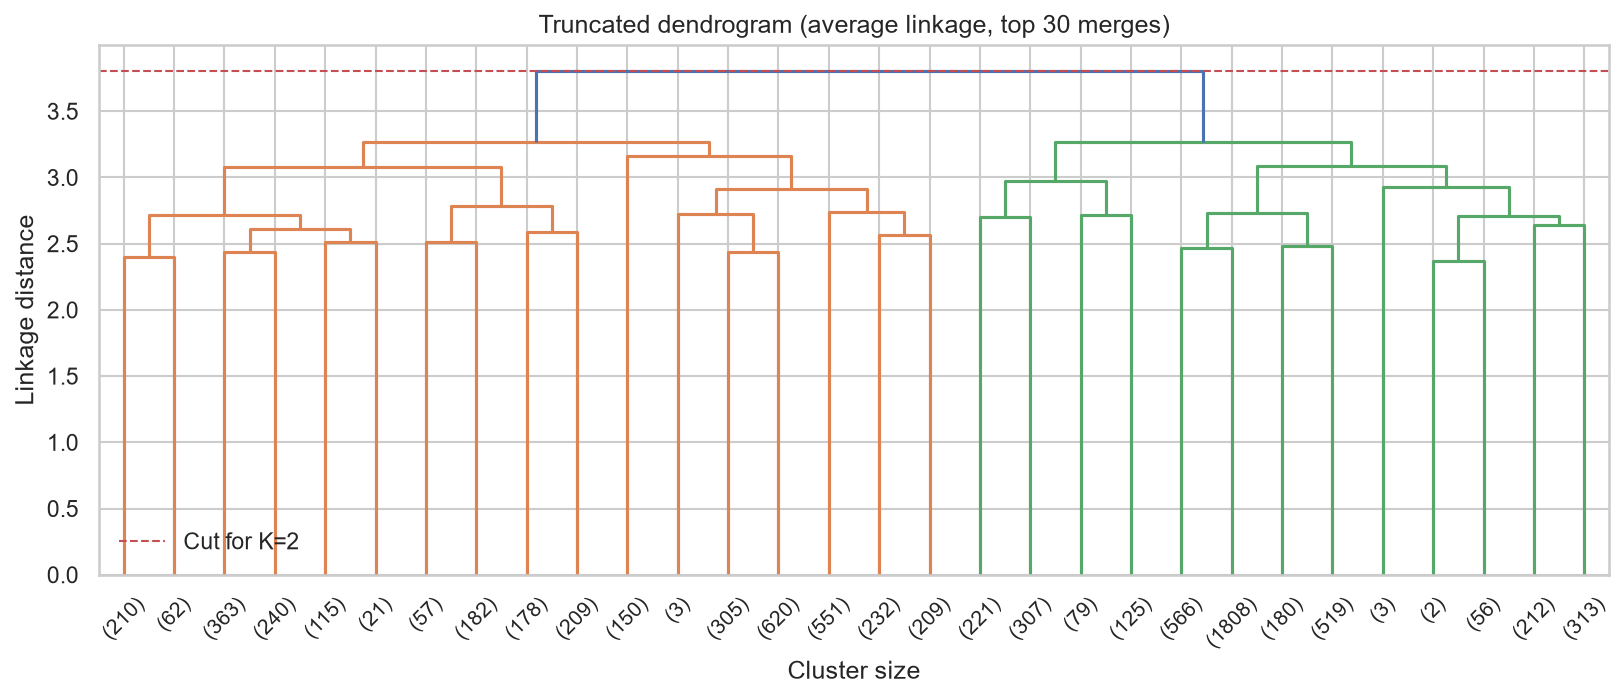 Truncated dendrogram (average linkage, top 30 merges)
Linkage distance
3.5
3.0
2.5
2.0
1.5
1.0
0.5
0.0
Cut for K=2
(210) (62) (363) (240) (115) (21) (57) (182) (178) (209) (150) (3) (305) (620) (551) (232) (209) (221) (307) (79) (125) (566) (1808) (180) (519) (3) (2) (56) (212) (313)
Cluster size